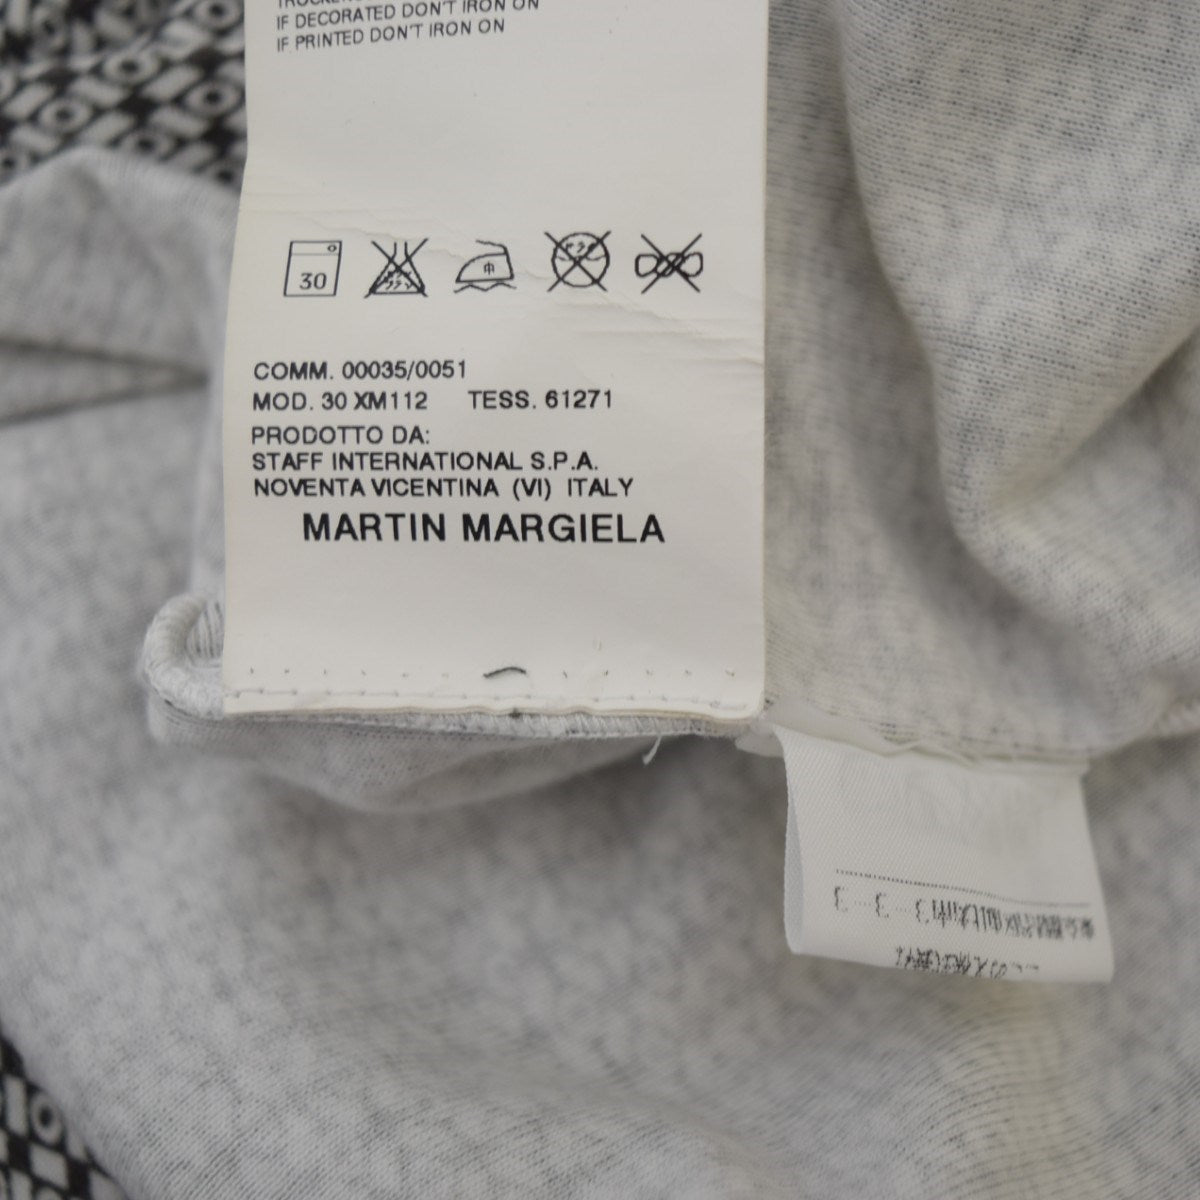 IF DECORATED DON'T IRON ON
IF PRINTED DON'T IRON ON
30
中
COMM. 00035/0051
MOD. 30 XM112 TESS. 61271
PRODOTTO DA:
STAFF INTERNATIONAL S.P.A.
NOVENTA VICENTINA (VI) ITALY
MARTIN MARGIELA